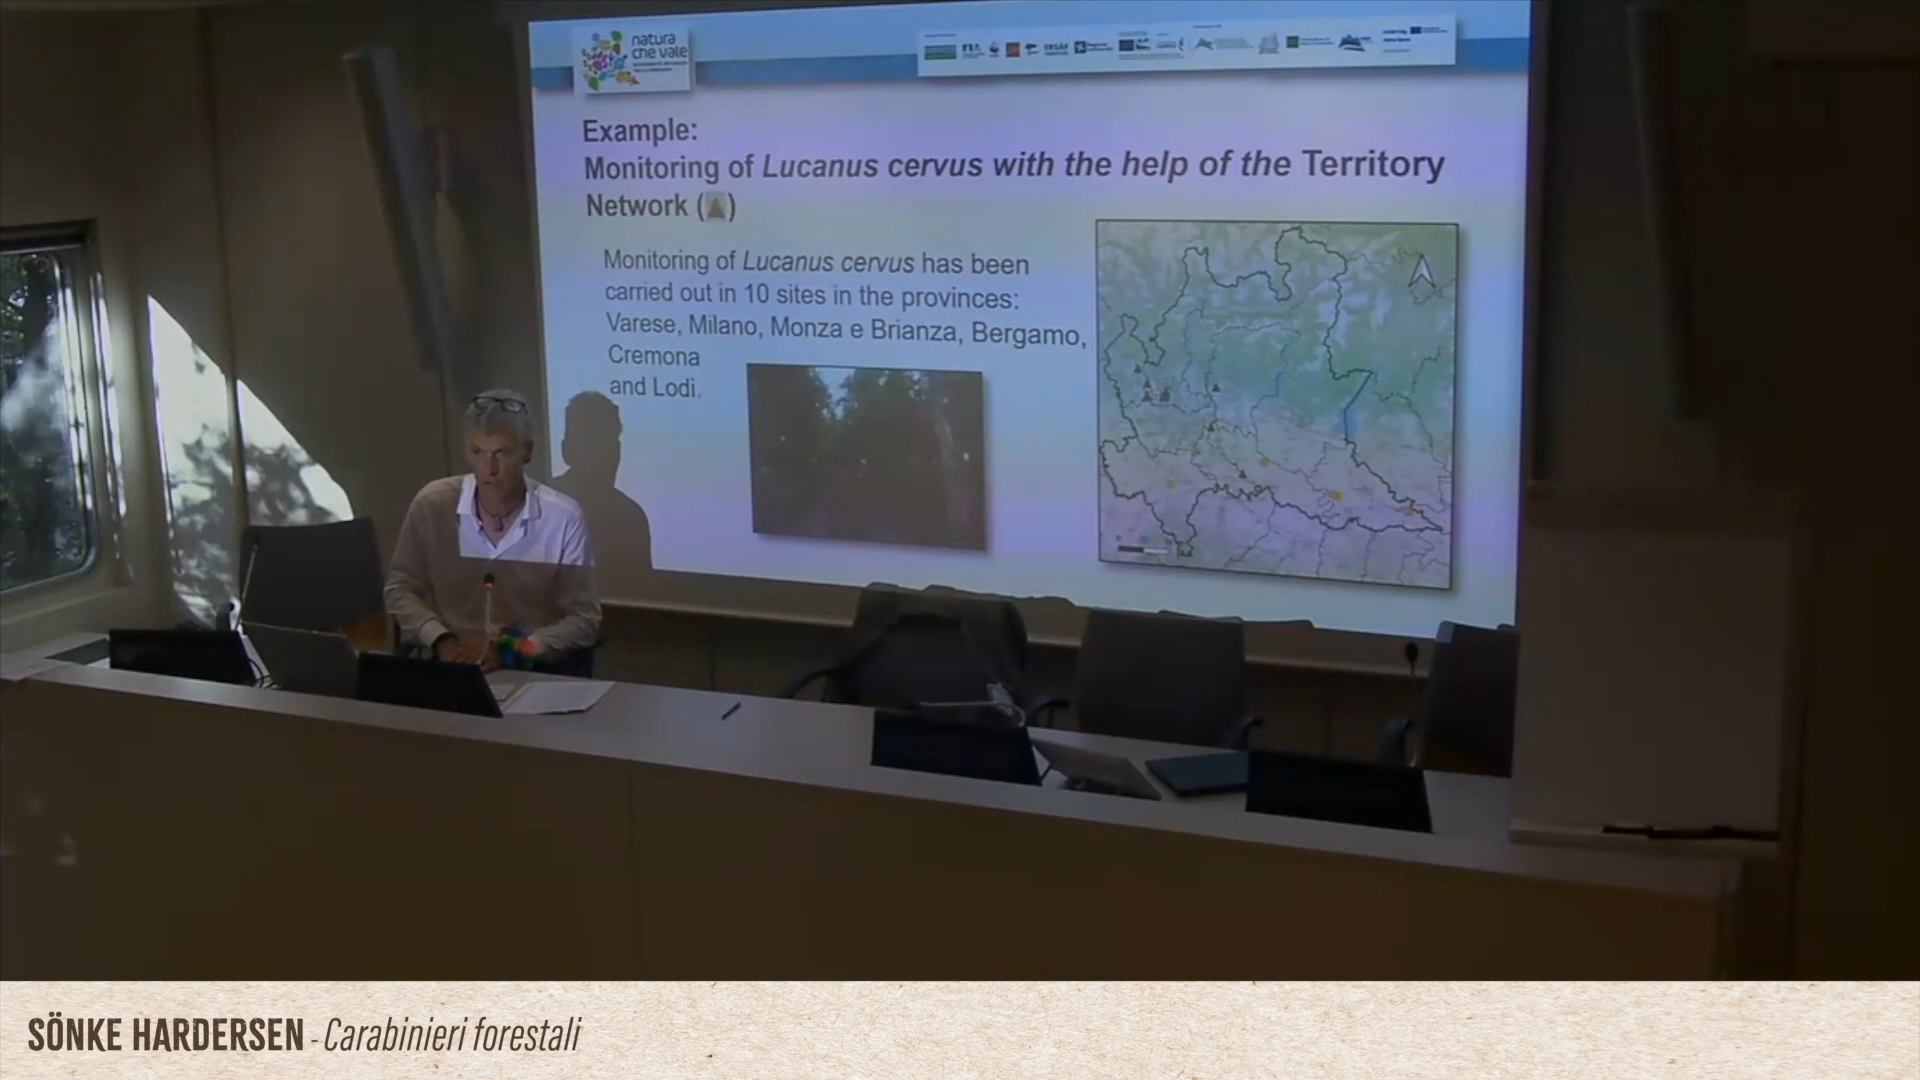 natura
che vale
Example:
Monitoring of Lucanus cervus with the help of the Territory
Network (▲)
Monitoring of Lucanus cervus has been
carried out in 10 sites in the provinces:
Varese, Milano, Monza e Brianza, Bergamo,
Cremona
and Lodi.
SÖNKE HARDERSEN - Carabinieri forestali